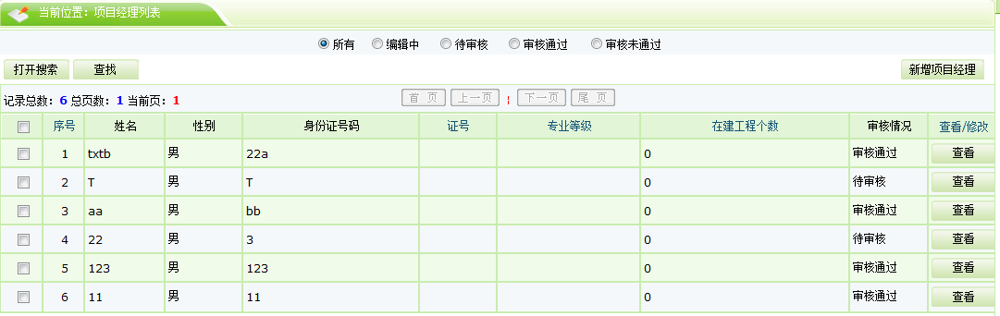 当前位置：项目经理列表
所有 编辑中 待审核 审核通过 审核未通过
打开搜索 查找 新增项目经理
记录总数：6 总页数：1 当前页：1 首 页 上一页 ¦ 下一页 尾 页
序号 姓名 性别 身份证号码 证号 专业等级 在建工程个数 审核情况 查看/修改
1 txtb 男 22a 0 审核通过 查看
2 T 男 T 0 待审核 查看
3 aa 男 bb 0 审核通过 查看
4 22 男 3 0 待审核 查看
5 123 男 123 0 审核通过 查看
6 11 男 11 0 审核通过 查看